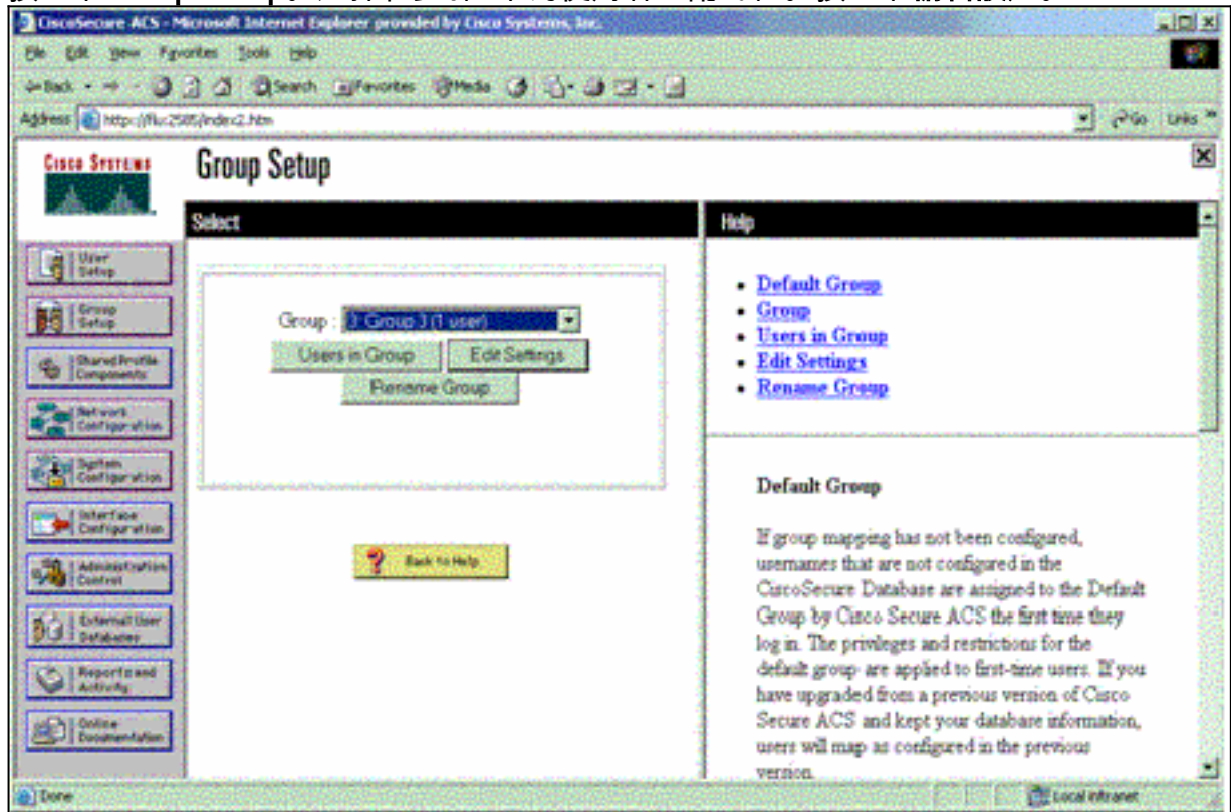 CiscoSecure ACS - Microsoft Internet Explorer provided by Cisco Systems, Inc.
File Edit View Favorites Tools Help
Back Search Favorites Media
Address http://flu:2585/index2.htm Go Links
CISCO SYSTEMS
Group Setup
Select
Help
User Setup
Group Setup
Shared Profile Components
Network Configuration
System Configuration
Interface Configuration
Administration Control
External User Databases
Reports and Activity
Online Documentation
Group : 3: Group 3 (1 user)
Users in Group Edit Settings
Rename Group
? Back to Help
Default Group
Group
Users in Group
Edit Settings
Rename Group
Default Group
If group mapping has not been configured,
usernames that are not configured in the
CiscoSecure Database are assigned to the Default
Group by Cisco Secure ACS the first time they
log in. The privileges and restrictions for the
default group are applied to first-time users. If you
have upgraded from a previous version of Cisco
Secure ACS and kept your database information,
users will map as configured in the previous
version.
Done
Local intranet